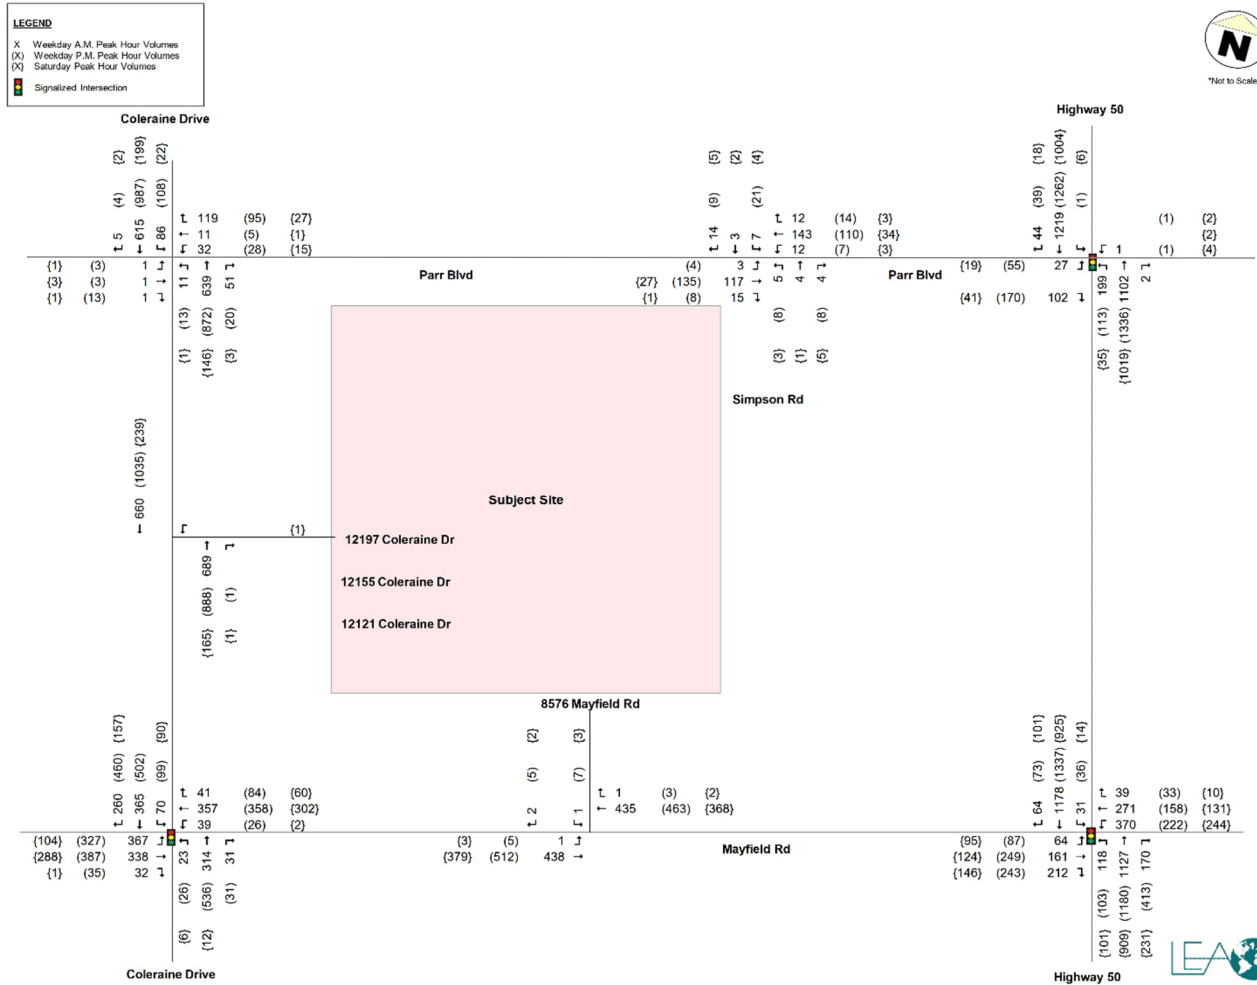 LEGEND
X Weekday A.M. Peak Hour Volumes
(X) Weekday P.M. Peak Hour Volumes
{X} Saturday Peak Hour Volumes
Signalized Intersection
N
*Not to Scale
Coleraine Drive
Highway 50
5 (4) {2}
615 (987) {199}
86 (108) {22}
119 (95) {27}
11 (5) {1}
32 (28) {15}
{1} (3) 1
{3} (3) 1
{1} (13) 1
11 (13) {1}
639 (872) {146}
51 (20) {3}
Parr Blvd
14 (9) {5}
3 {2}
7 (21) {4}
12 (14) {3}
143 (110) {34}
12 (7) {3}
(4) 3
{27} (135) 117
{1} (8) 15
5 (8) {3}
4 {1}
4 (8) {5}
Parr Blvd
44 (39) {18}
1219 (1262) {1004}
(1) {6}
(1) {2}
{2}
1 (1) {4}
{19} (55) 27
{41} (170) 102
199 (113) {35}
1102 (1336) {1019}
2
Simpson Rd
660 (1035) {239}
{1}
689 (888) {165}
(1) {1}
Subject Site
12197 Coleraine Dr
12155 Coleraine Dr
12121 Coleraine Dr
8576 Mayfield Rd
260 (460) {157}
365 (502)
70 (99) {90}
41 (84) {60}
357 (358) {302}
39 (26) {2}
{104} (327) 367
{288} (387) 338
{1} (35) 32
23 (26) {6}
314 (536) {12}
31 (31)
2 (5) {2}
1 (7) {3}
1 (3) {2}
435 (463) {368}
{3} (5) 1
{379} (512) 438
Mayfield Rd
64 (73) {101}
1178 (1337) {925}
31 (36) {14}
39 (33) {10}
271 (158) {131}
370 (222) {244}
{95} (87) 64
{124} (249) 161
{146} (243) 212
118 (103) {101}
1127 (1180) {909}
170 (413) {231}
Coleraine Drive
Highway 50
LEA